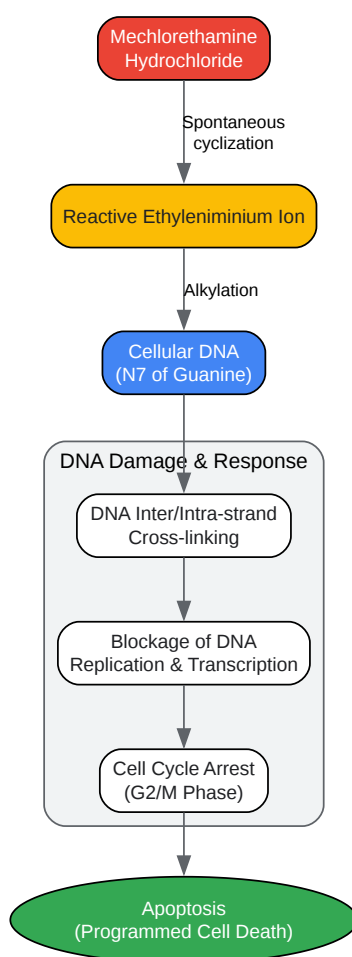 Mechlorethamine
Hydrochloride
Spontaneous
cyclization
Reactive Ethyleniminium Ion
Alkylation
Cellular DNA
(N7 of Guanine)
DNA Damage & Response
DNA Inter/Intra-strand
Cross-linking
Blockage of DNA
Replication & Transcription
Cell Cycle Arrest
(G2/M Phase)
Apoptosis
(Programmed Cell Death)